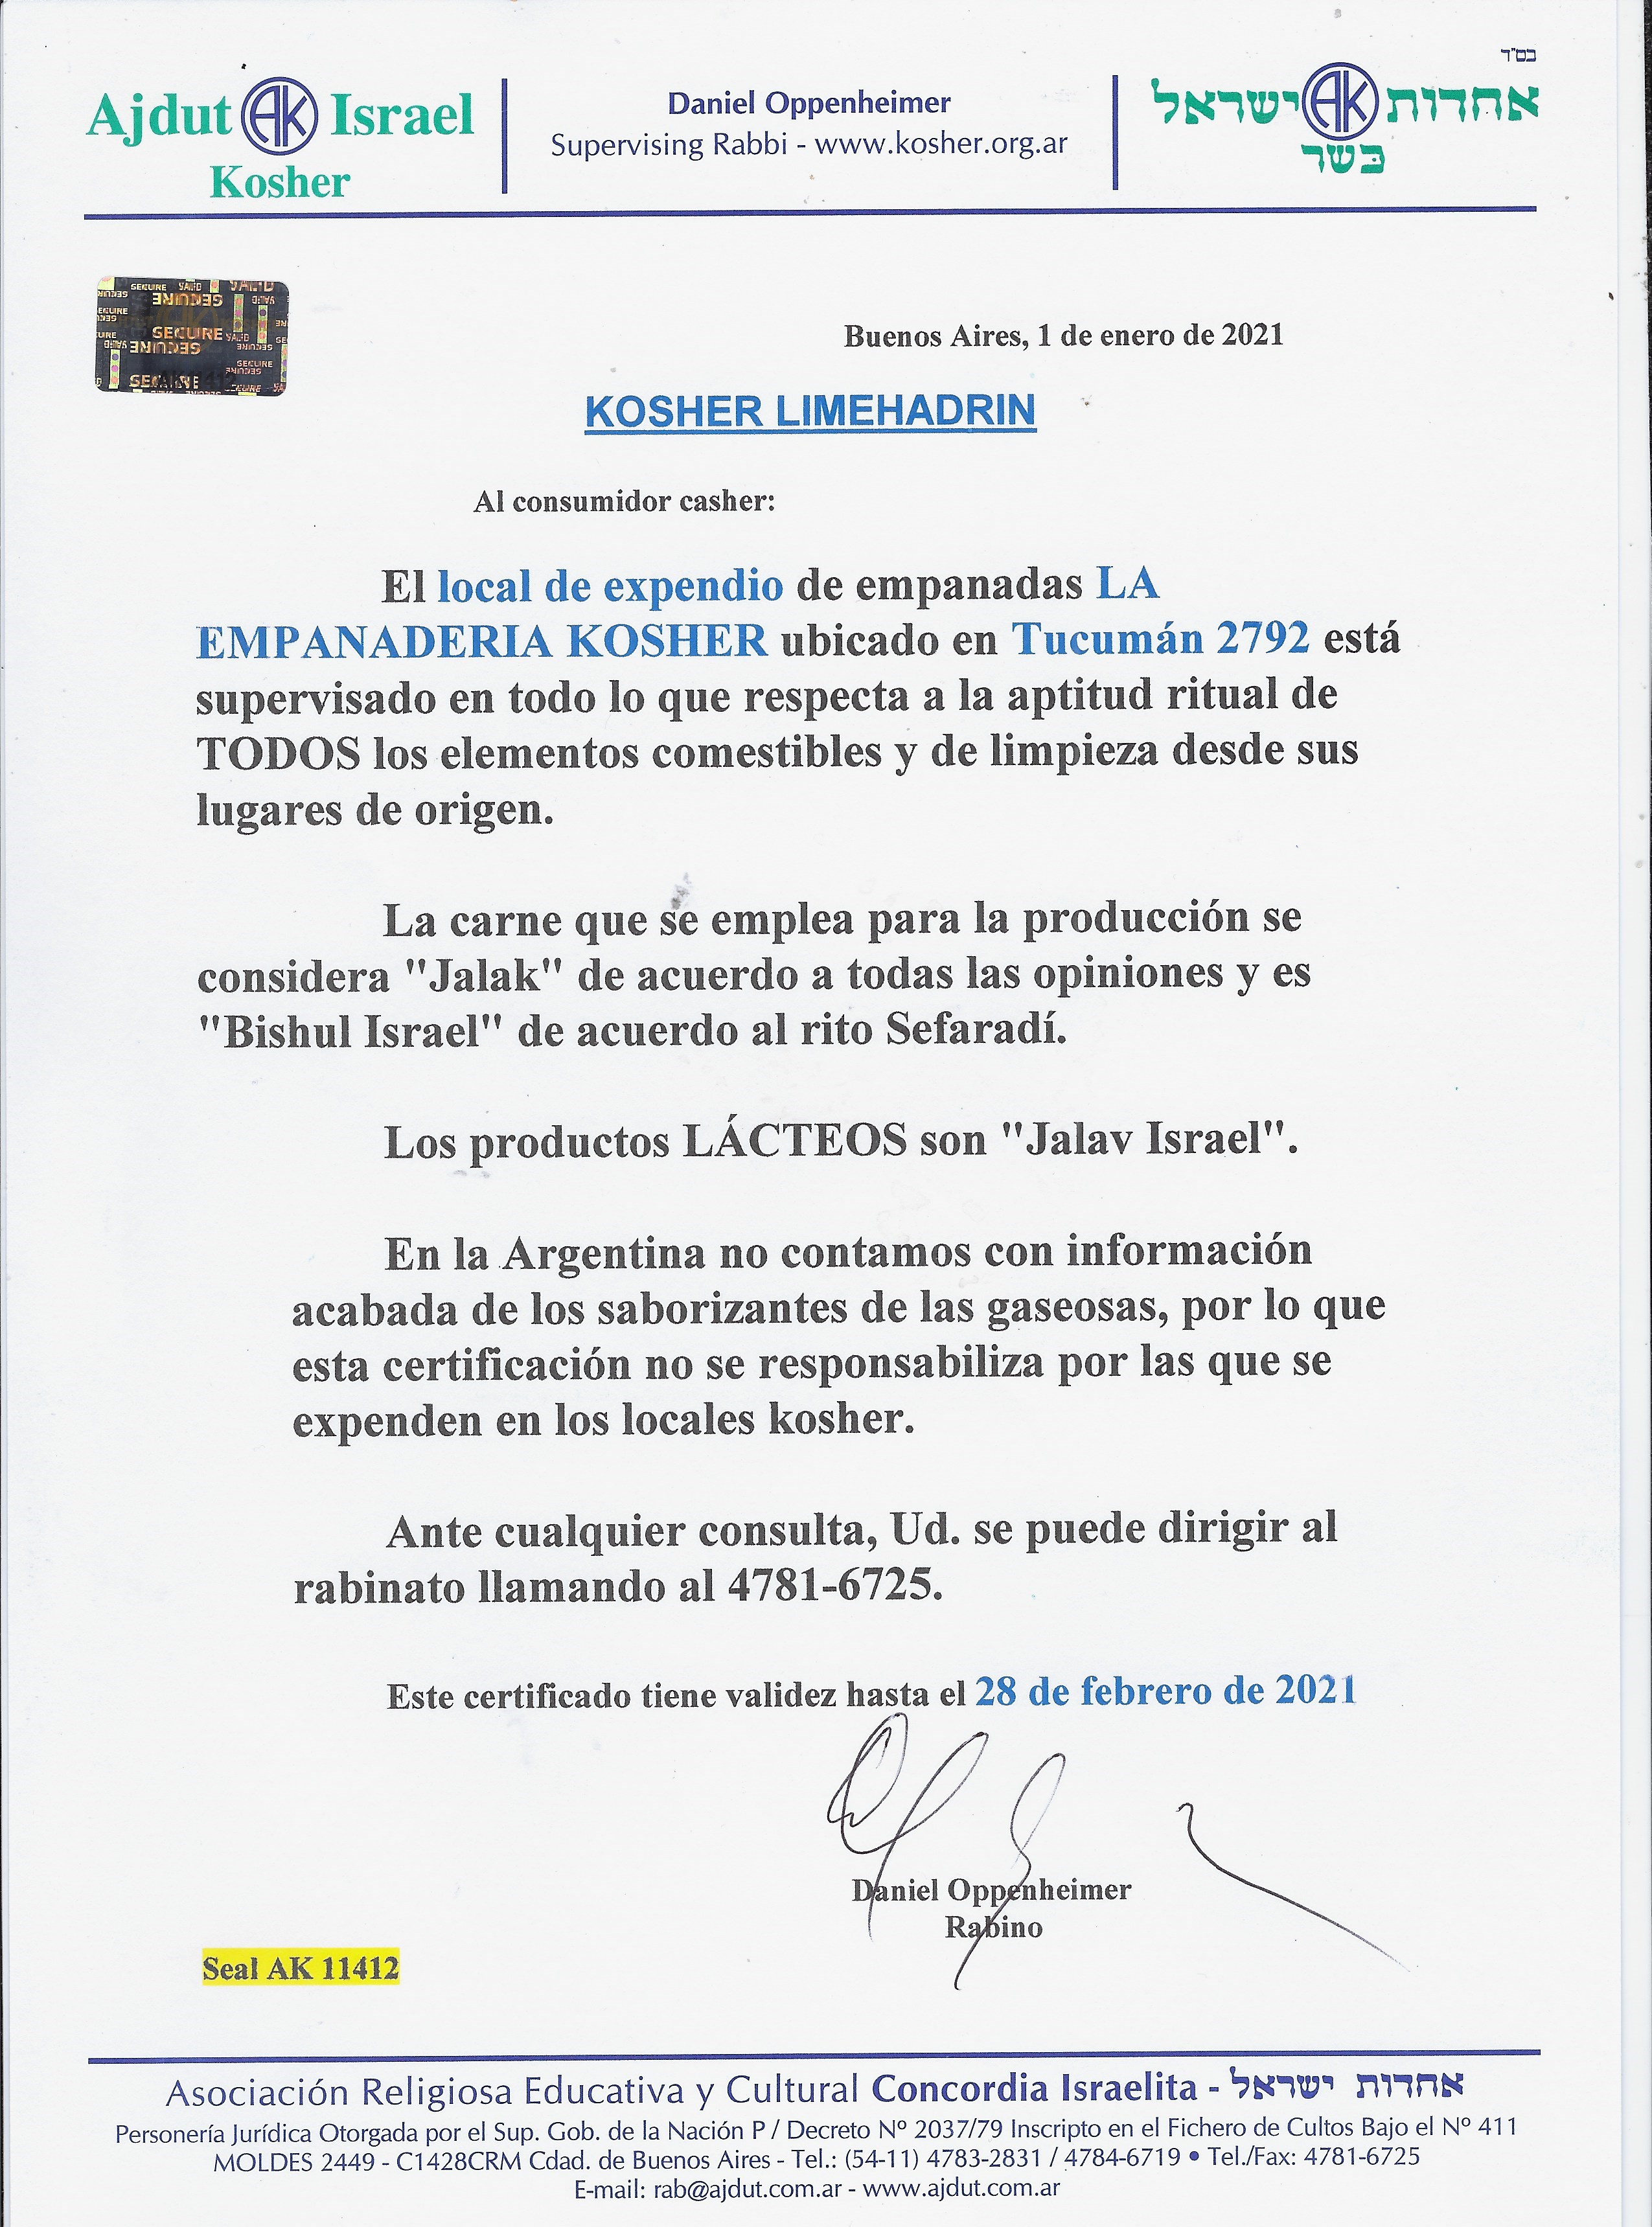 בס"ד
Ajdut AK Israel
Kosher
Daniel Oppenheimer
Supervising Rabbi - www.kosher.org.ar
אחדות AK ישראל
כשר
SECURE VALID
SECURE
SECURE
SECURE
Buenos Aires, 1 de enero de 2021
KOSHER LIMEHADRIN
Al consumidor casher:
El local de expendio de empanadas LA
EMPANADERIA KOSHER ubicado en Tucumán 2792 está
supervisado en todo lo que respecta a la aptitud ritual de
TODOS los elementos comestibles y de limpieza desde sus
lugares de origen.
La carne que se emplea para la producción se
considera "Jalak" de acuerdo a todas las opiniones y es
"Bishul Israel" de acuerdo al rito Sefaradí.
Los productos LÁCTEOS son "Jalav Israel".
En la Argentina no contamos con información
acabada de los saborizantes de las gaseosas, por lo que
esta certificación no se responsabiliza por las que se
expenden en los locales kosher.
Ante cualquier consulta, Ud. se puede dirigir al
rabinato llamando al 4781-6725.
Este certificado tiene validez hasta el 28 de febrero de 2021
Daniel Oppenheimer
Rabino
Seal AK 11412
Asociación Religiosa Educativa y Cultural Concordia Israelita - אחדות ישראל
Personería Jurídica Otorgada por el Sup. Gob. de la Nación P / Decreto Nº 2037/79 Inscripto en el Fichero de Cultos Bajo el Nº 411
MOLDES 2449 - C1428CRM Cdad. de Buenos Aires - Tel.: (54-11) 4783-2831 / 4784-6719 • Tel./Fax: 4781-6725
E-mail: rab@ajdut.com.ar - www.ajdut.com.ar